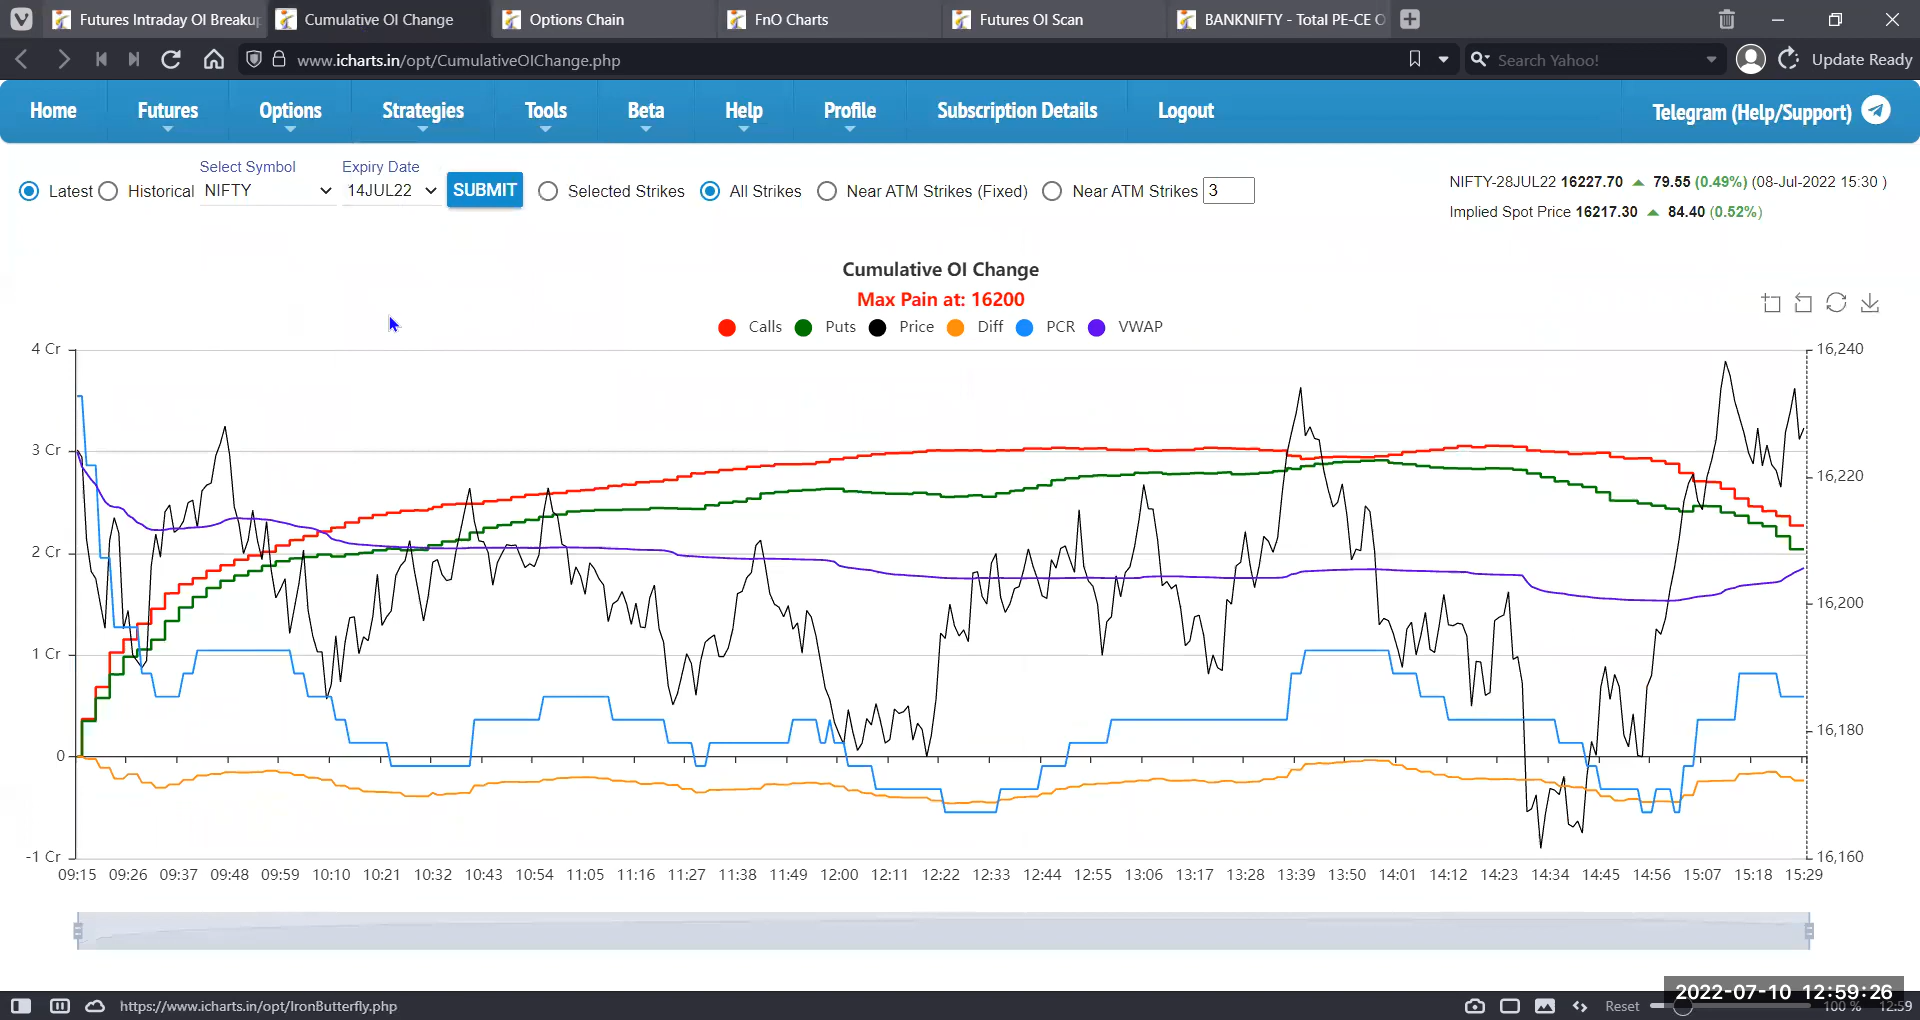 Futures Intraday OI Breakup
Cumulative OI Change
Options Chain
FnO Charts
Futures OI Scan
BANKNIFTY - Total PE-CE O
www.icharts.in/opt/CumulativeOIChange.php
Search Yahoo!
Update Ready
Home
Futures
Options
Strategies
Tools
Beta
Help
Profile
Subscription Details
Logout
Telegram (Help/Support)
Select Symbol
Expiry Date
Latest
Historical
NIFTY
14JUL22
SUBMIT
Selected Strikes
All Strikes
Near ATM Strikes (Fixed)
Near ATM Strikes
3
NIFTY-28JUL22 16227.70 ▲ 79.55 (0.49%) (08-Jul-2022 15:30 )
Implied Spot Price 16217.30 ▲ 84.40 (0.52%)
Cumulative OI Change
Max Pain at: 16200
Calls
Puts
Price
Diff
PCR
VWAP
4 Cr
3 Cr
2 Cr
1 Cr
0
-1 Cr
16,240
16,220
16,200
16,180
16,160
09:15 09:26 09:37 09:48 09:59 10:10 10:21 10:32 10:43 10:54 11:05 11:16 11:27 11:38 11:49 12:00 12:11 12:22 12:33 12:44 12:55 13:06 13:17 13:28 13:39 13:50 14:01 14:12 14:23 14:34 14:45 14:56 15:07 15:18 15:29
2022-07-10 12:59:26
https://www.icharts.in/opt/IronButterfly.php
Reset
100 %
12:59